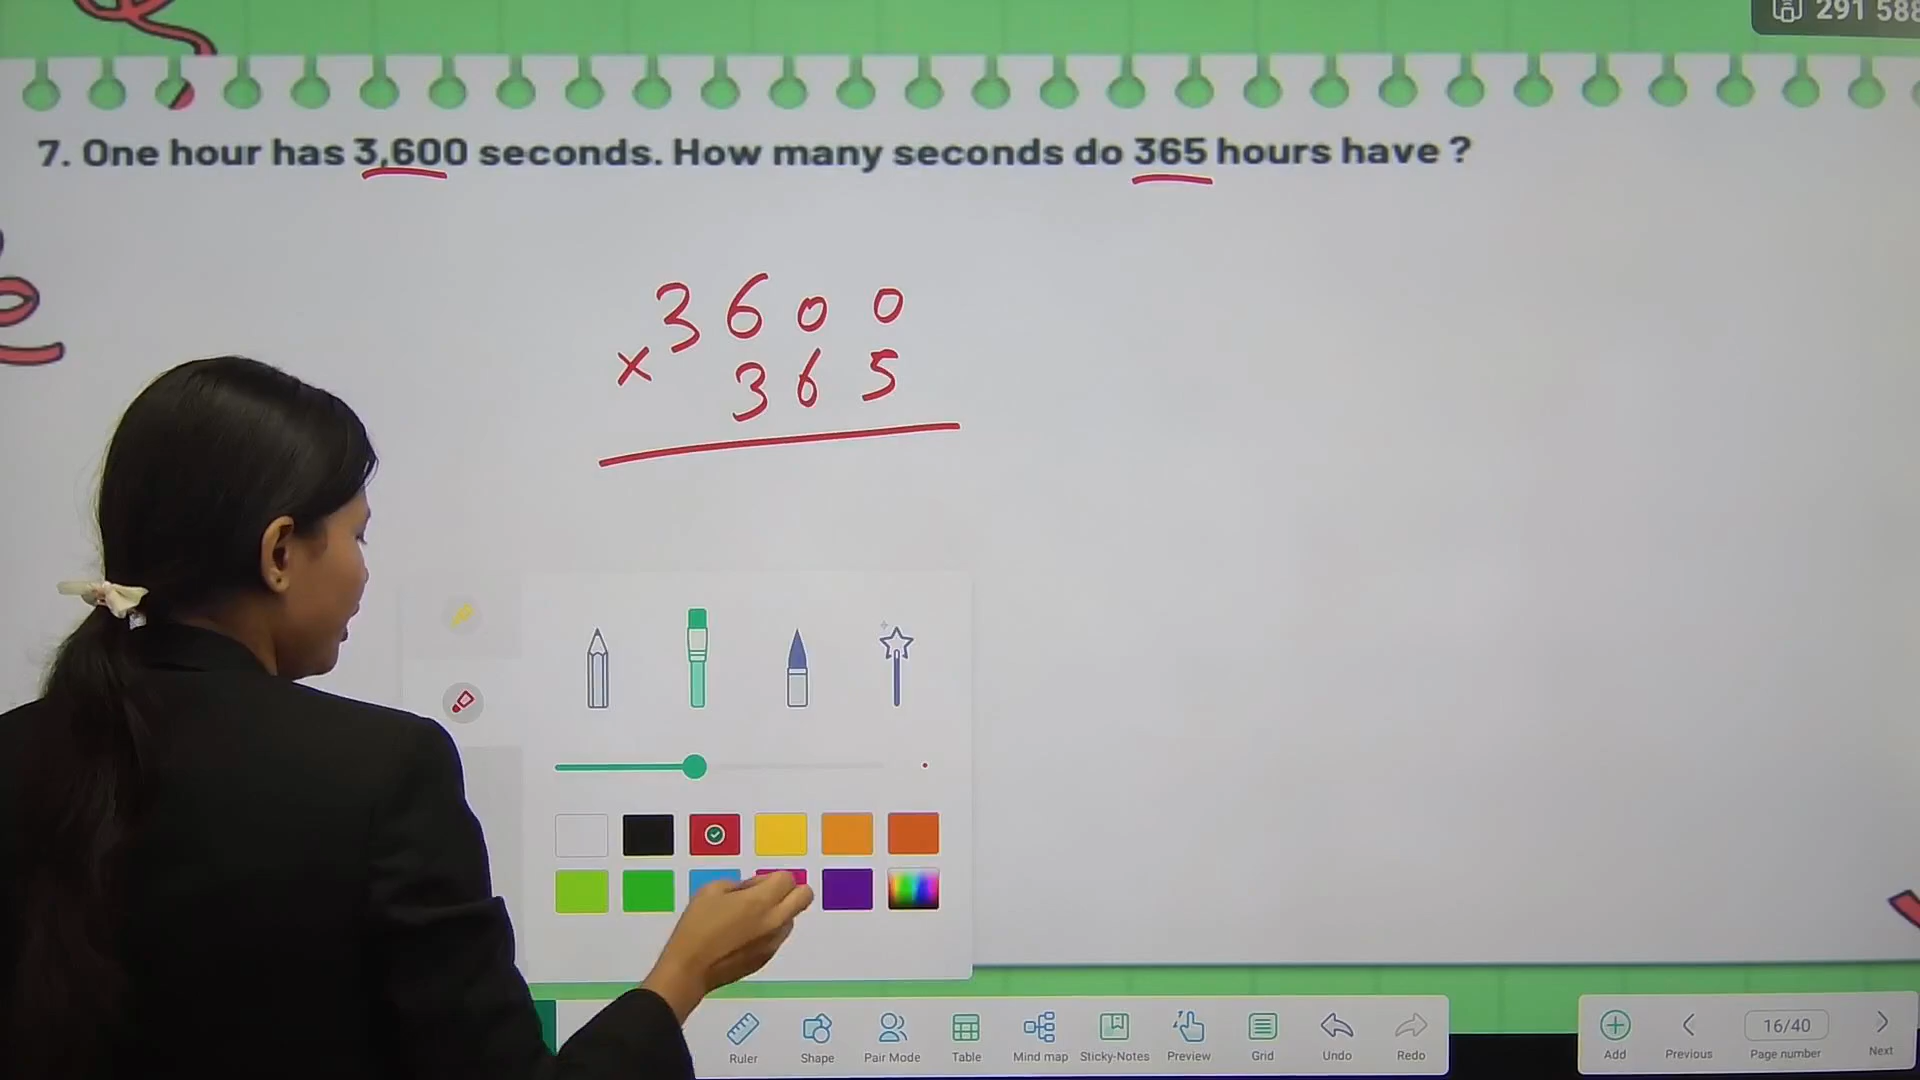 291 588
7. One hour has 3,600 seconds. How many seconds do 365 hours have ?
3600
× 365
Ruler Shape Pair Mode Table Mind map Sticky-Notes Preview Grid Undo Redo
Add Previous 16/40 Page number Next